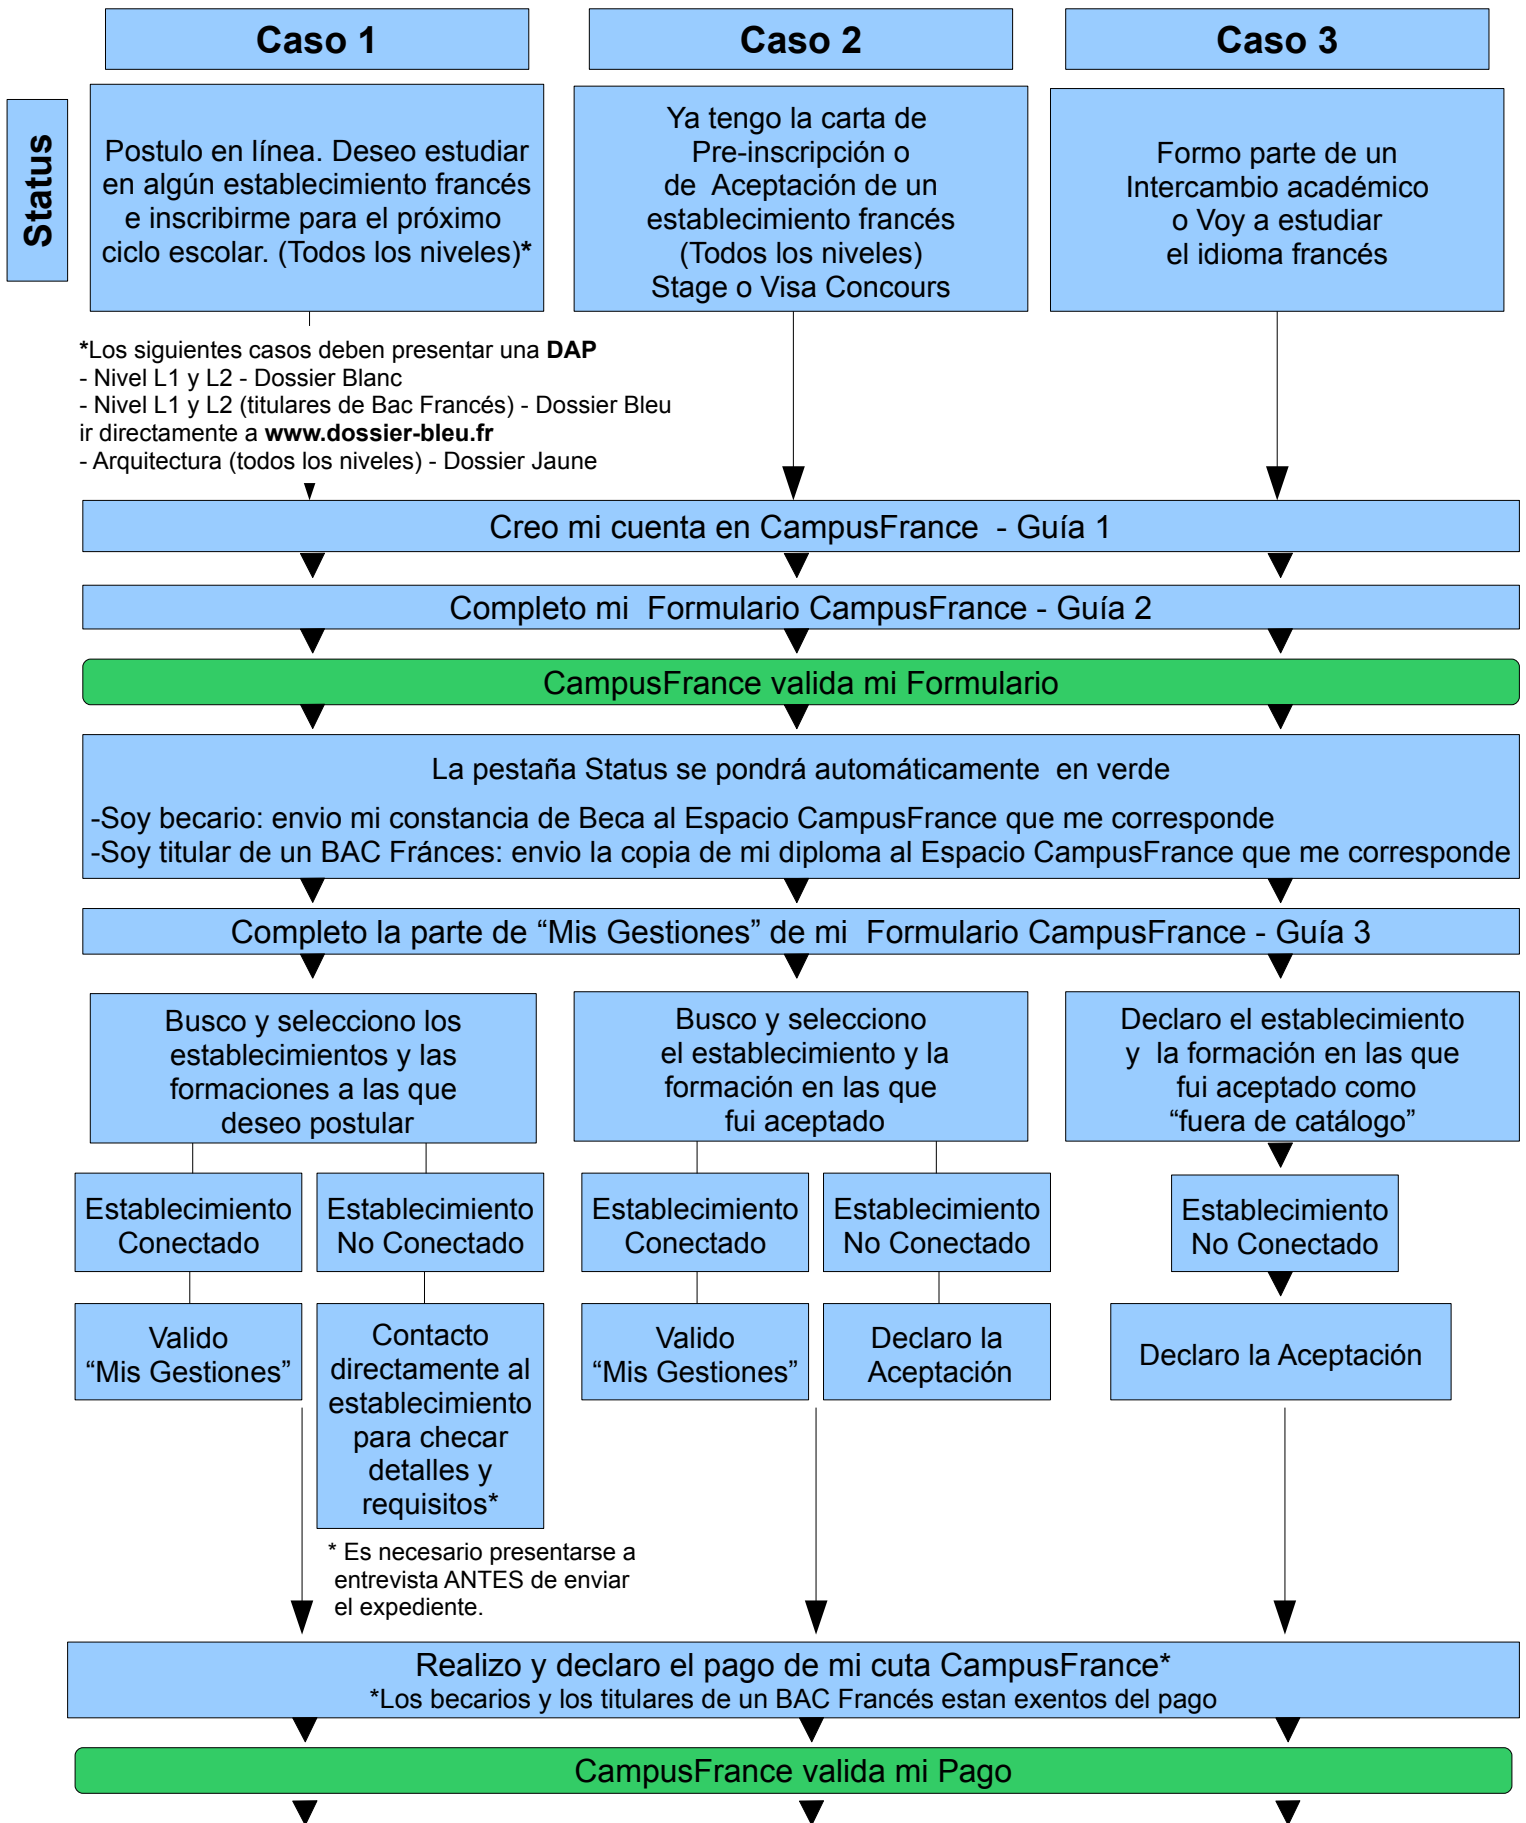 Caso 1
Caso 2
Caso 3
Status
Postulo en línea. Deseo estudiar
en algún establecimiento francés
e inscribirme para el próximo
ciclo escolar. (Todos los niveles)*
Ya tengo la carta de
Pre-inscripción o
de Aceptación de un
establecimiento francés
(Todos los niveles)
Stage o Visa Concours
Formo parte de un
Intercambio académico
o Voy a estudiar
el idioma francés
*Los siguientes casos deben presentar una DAP
- Nivel L1 y L2 - Dossier Blanc
- Nivel L1 y L2 (titulares de Bac Francés) - Dossier Bleu
ir directamente a www.dossier-bleu.fr
- Arquitectura (todos los niveles) - Dossier Jaune
Creo mi cuenta en CampusFrance - Guía 1
Completo mi Formulario CampusFrance - Guía 2
CampusFrance valida mi Formulario
La pestaña Status se pondrá automáticamente en verde
-Soy becario: envio mi constancia de Beca al Espacio CampusFrance que me corresponde
-Soy titular de un BAC Fránces: envio la copia de mi diploma al Espacio CampusFrance que me corresponde
Completo la parte de “Mis Gestiones” de mi Formulario CampusFrance - Guía 3
Busco y selecciono los
establecimientos y las
formaciones a las que
deseo postular
Busco y selecciono
el establecimiento y la
formación en las que
fui aceptado
Declaro el establecimiento
y la formación en las que
fui aceptado como
“fuera de catálogo”
Establecimiento
Conectado
Establecimiento
No Conectado
Establecimiento
Conectado
Establecimiento
No Conectado
Establecimiento
No Conectado
Valido
“Mis Gestiones”
Contacto
directamente al
establecimiento
para checar
detalles y
requisitos*
Valido
“Mis Gestiones”
Declaro la
Aceptación
Declaro la Aceptación
* Es necesario presentarse a
entrevista ANTES de enviar
el expediente.
Realizo y declaro el pago de mi cuta CampusFrance*
*Los becarios y los titulares de un BAC Francés estan exentos del pago
CampusFrance valida mi Pago